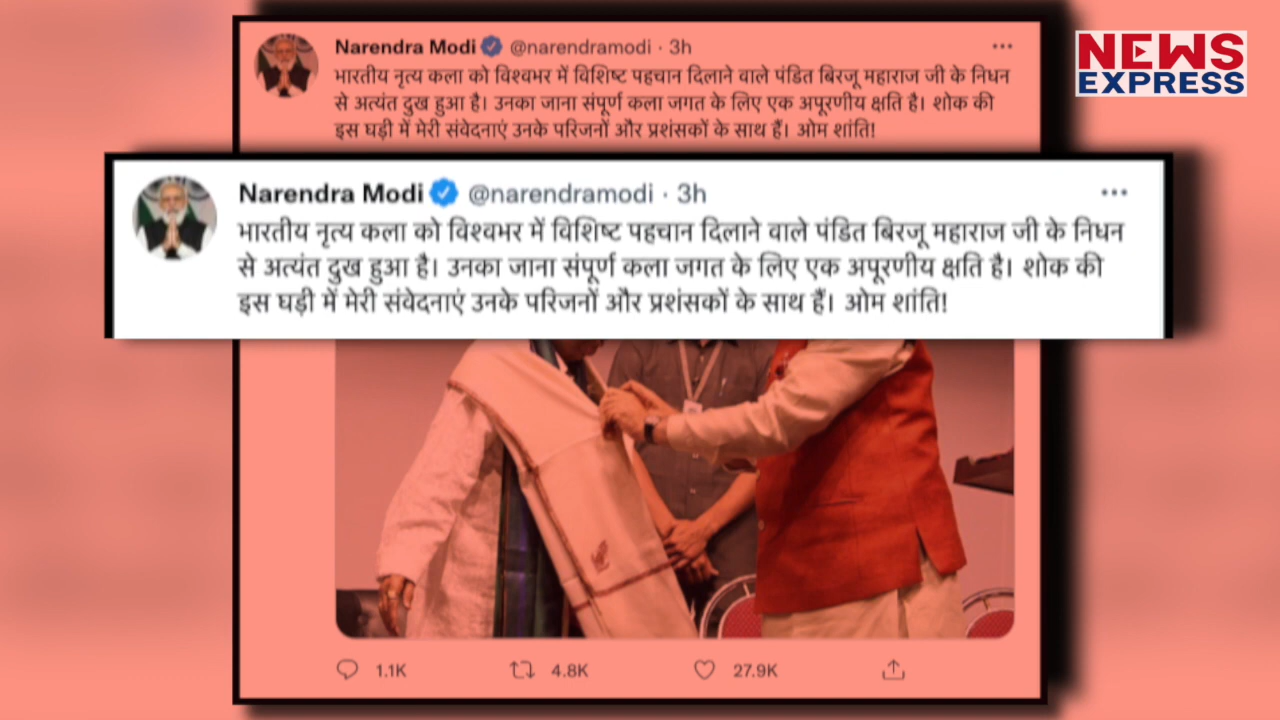 Narendra Modi @narendramodi · 3h
भारतीय नृत्य कला को विश्वभर में विशिष्ट पहचान दिलाने वाले पंडित बिरजू महाराज जी के निधन
से अत्यंत दुख हुआ है। उनका जाना संपूर्ण कला जगत के लिए एक अपूरणीय क्षति है। शोक की
इस घड़ी में मेरी संवेदनाएं उनके परिजनों और प्रशंसकों के साथ हैं। ओम शांति!
NEWS
EXPRESS
Narendra Modi @narendramodi · 3h
भारतीय नृत्य कला को विश्वभर में विशिष्ट पहचान दिलाने वाले पंडित बिरजू महाराज जी के निधन
से अत्यंत दुख हुआ है। उनका जाना संपूर्ण कला जगत के लिए एक अपूरणीय क्षति है। शोक की
इस घड़ी में मेरी संवेदनाएं उनके परिजनों और प्रशंसकों के साथ हैं। ओम शांति!
1.1K 4.8K 27.9K